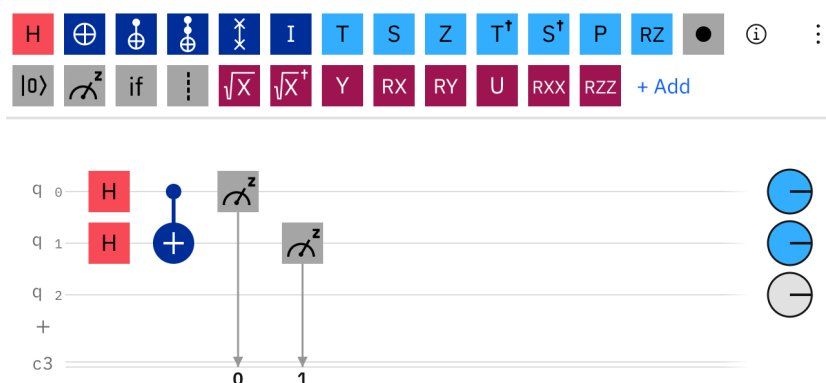 H I T S Z T† S† P RZ i
|0⟩ z if √X √X† Y RX RY U RXX RZZ + Add
q 0 H z
q 1 H z
q 2
+
c3
0 1